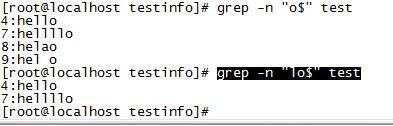 [root@localhost testinfo]# grep -n "o$" test
4:hello
7:hellllo
8:helao
9:hel o
[root@localhost testinfo]# grep -n "lo$" test
4:hello
7:hellllo
[root@localhost testinfo]#